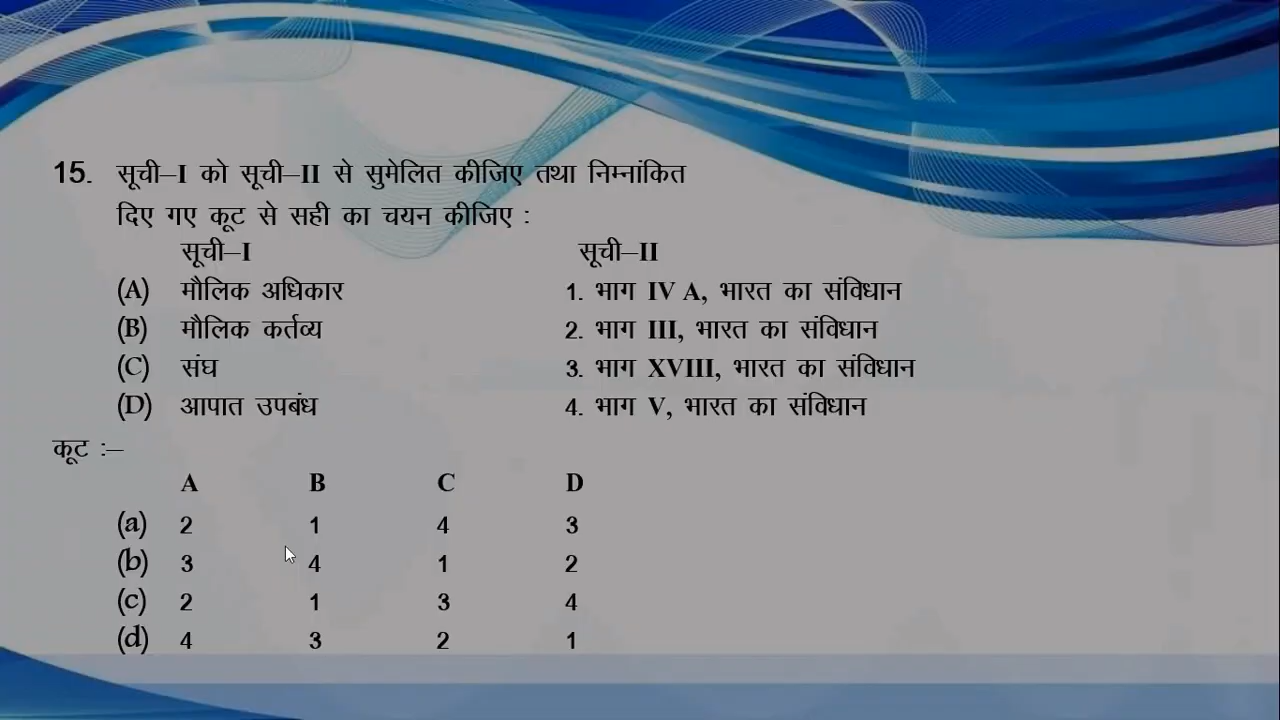 15. सूची–I को सूची–II से सुमेलित कीजिए तथा निम्नांकित
दिए गए कूट से सही का चयन कीजिए :
सूची–I सूची–II
(A) मौलिक अधिकार 1. भाग IV A, भारत का संविधान
(B) मौलिक कर्तव्य 2. भाग III, भारत का संविधान
(C) संघ 3. भाग XVIII, भारत का संविधान
(D) आपात उपबंध 4. भाग V, भारत का संविधान
कूट :–
A B C D
(a) 2 1 4 3
(b) 3 4 1 2
(c) 2 1 3 4
(d) 4 3 2 1